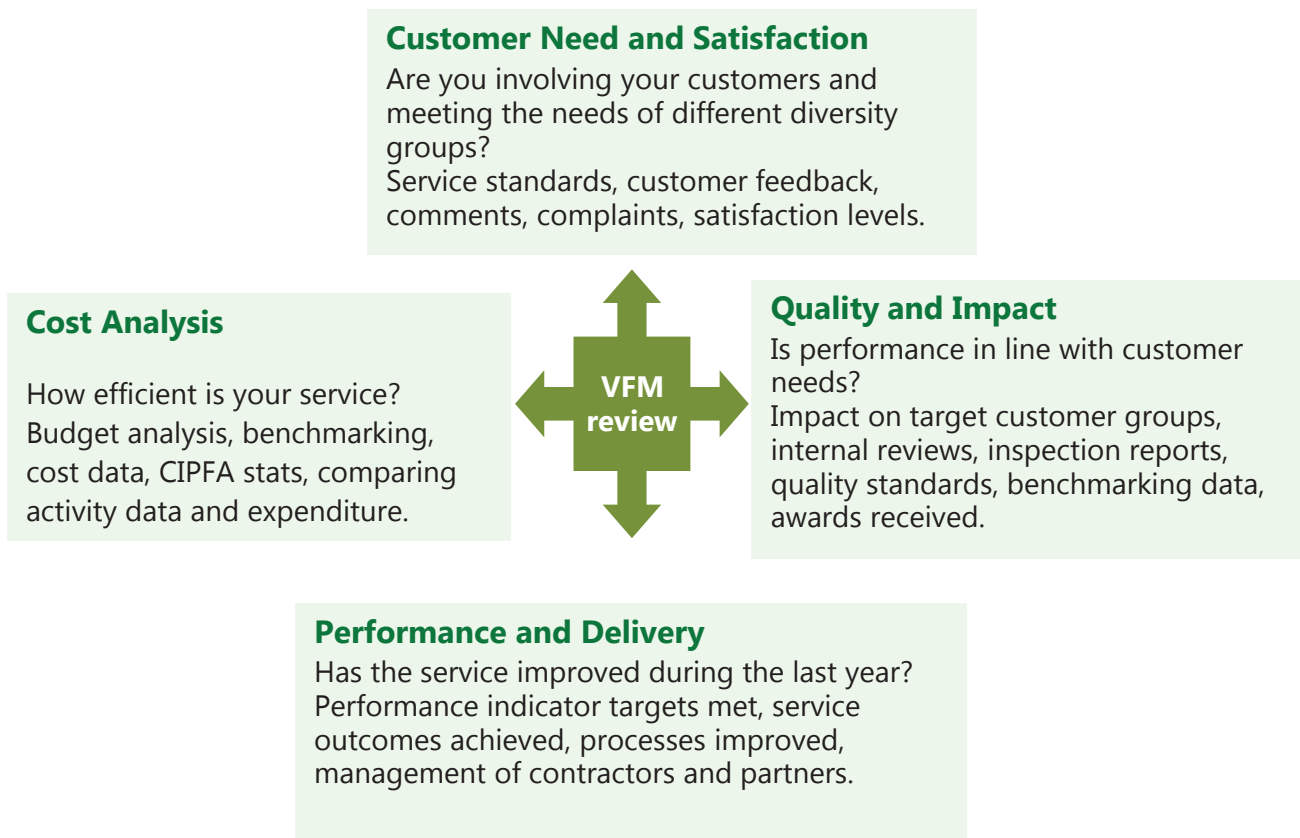 Customer Need and Satisfaction
Are you involving your customers and
meeting the needs of different diversity
groups?
Service standards, customer feedback,
comments, complaints, satisfaction levels.
Cost Analysis
How efficient is your service?
Budget analysis, benchmarking,
cost data, CIPFA stats, comparing
activity data and expenditure.
VFM
review
Quality and Impact
Is performance in line with customer
needs?
Impact on target customer groups,
internal reviews, inspection reports,
quality standards, benchmarking data,
awards received.
Performance and Delivery
Has the service improved during the last year?
Performance indicator targets met, service
outcomes achieved, processes improved,
management of contractors and partners.